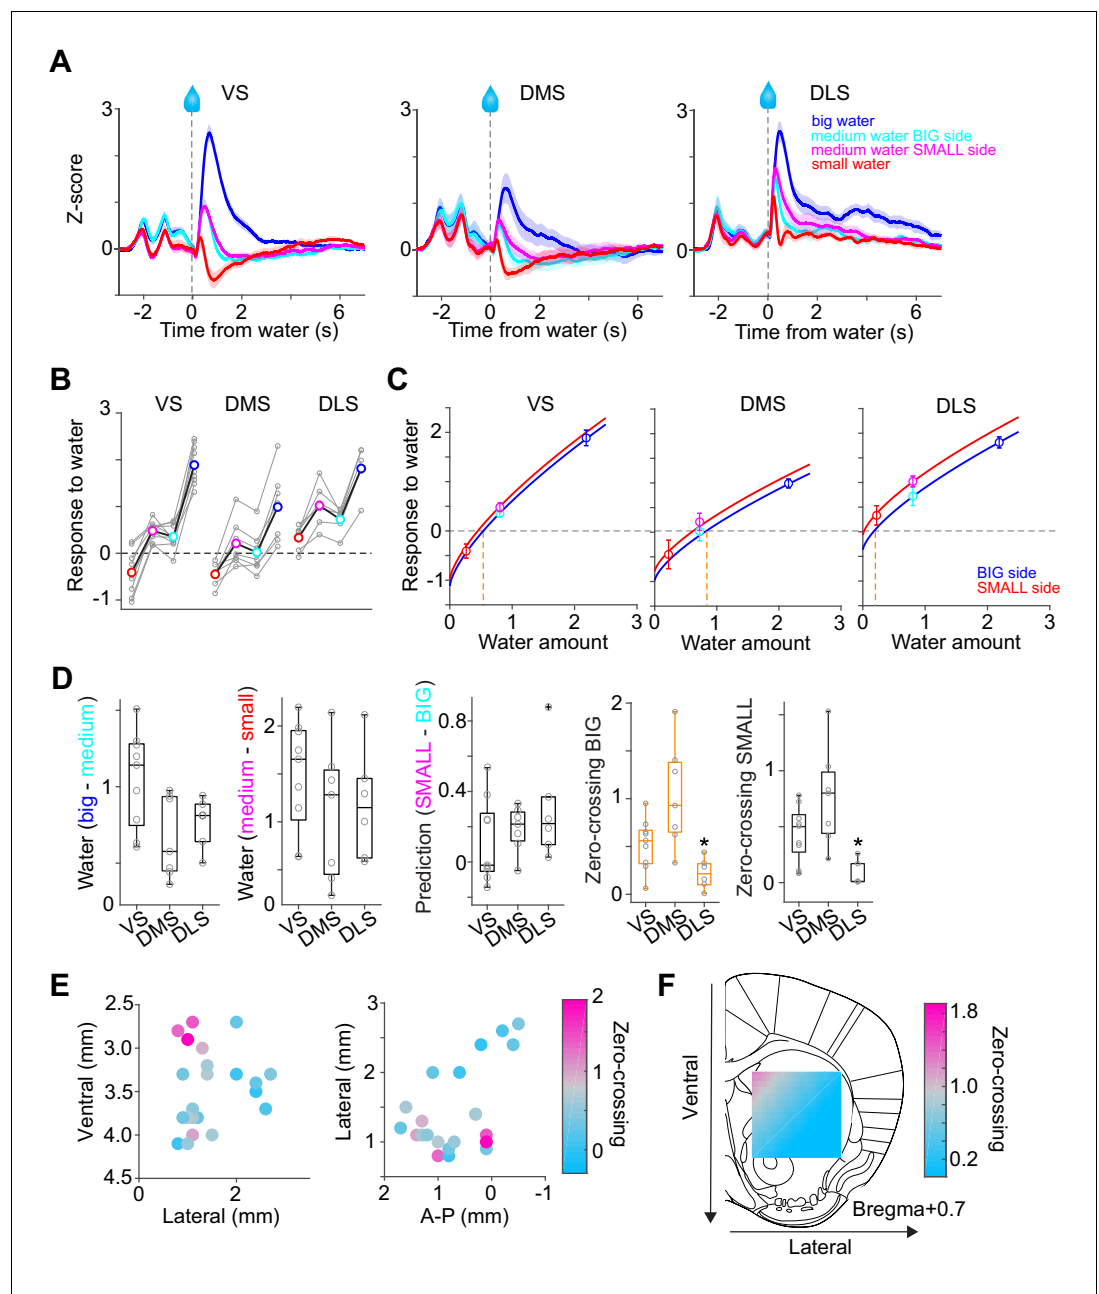 A
VS
DMS
DLS
big water
medium water BIG side
medium water SMALL side
small water
Z-score
3
0
3
0
3
0
-2 0 2 6
-2 0 2 6
-2 0 2 6
Time from water (s)
Time from water (s)
Time from water (s)
B
VS
DMS
DLS
Response to water
3
0
-1
C
VS
DMS
DLS
Response to water
2
0
-1
BIG side
SMALL side
0 1 2 3
0 1 2 3
0 1 2 3
Water amount
Water amount
Water amount
D
Water (big - medium)
1
0
VS
DMS
DLS
Water (medium - small)
2
1
0
VS
DMS
DLS
Prediction (SMALL - BIG)
0.8
0.4
0
+
VS
DMS
DLS
Zero-crossing BIG
2
1
0
*
VS
DMS
DLS
Zero-crossing SMALL
1
0
*
VS
DMS
DLS
E
Ventral (mm)
2.5
3.0
3.5
4.0
4.5
0 2
Lateral (mm)
Lateral (mm)
3
2
1
2 1 0 -1
A-P (mm)
2
1
0
Zero-crossing
F
Ventral
Lateral
Bregma+0.7
1.8
1.0
0.2
Zero-crossing